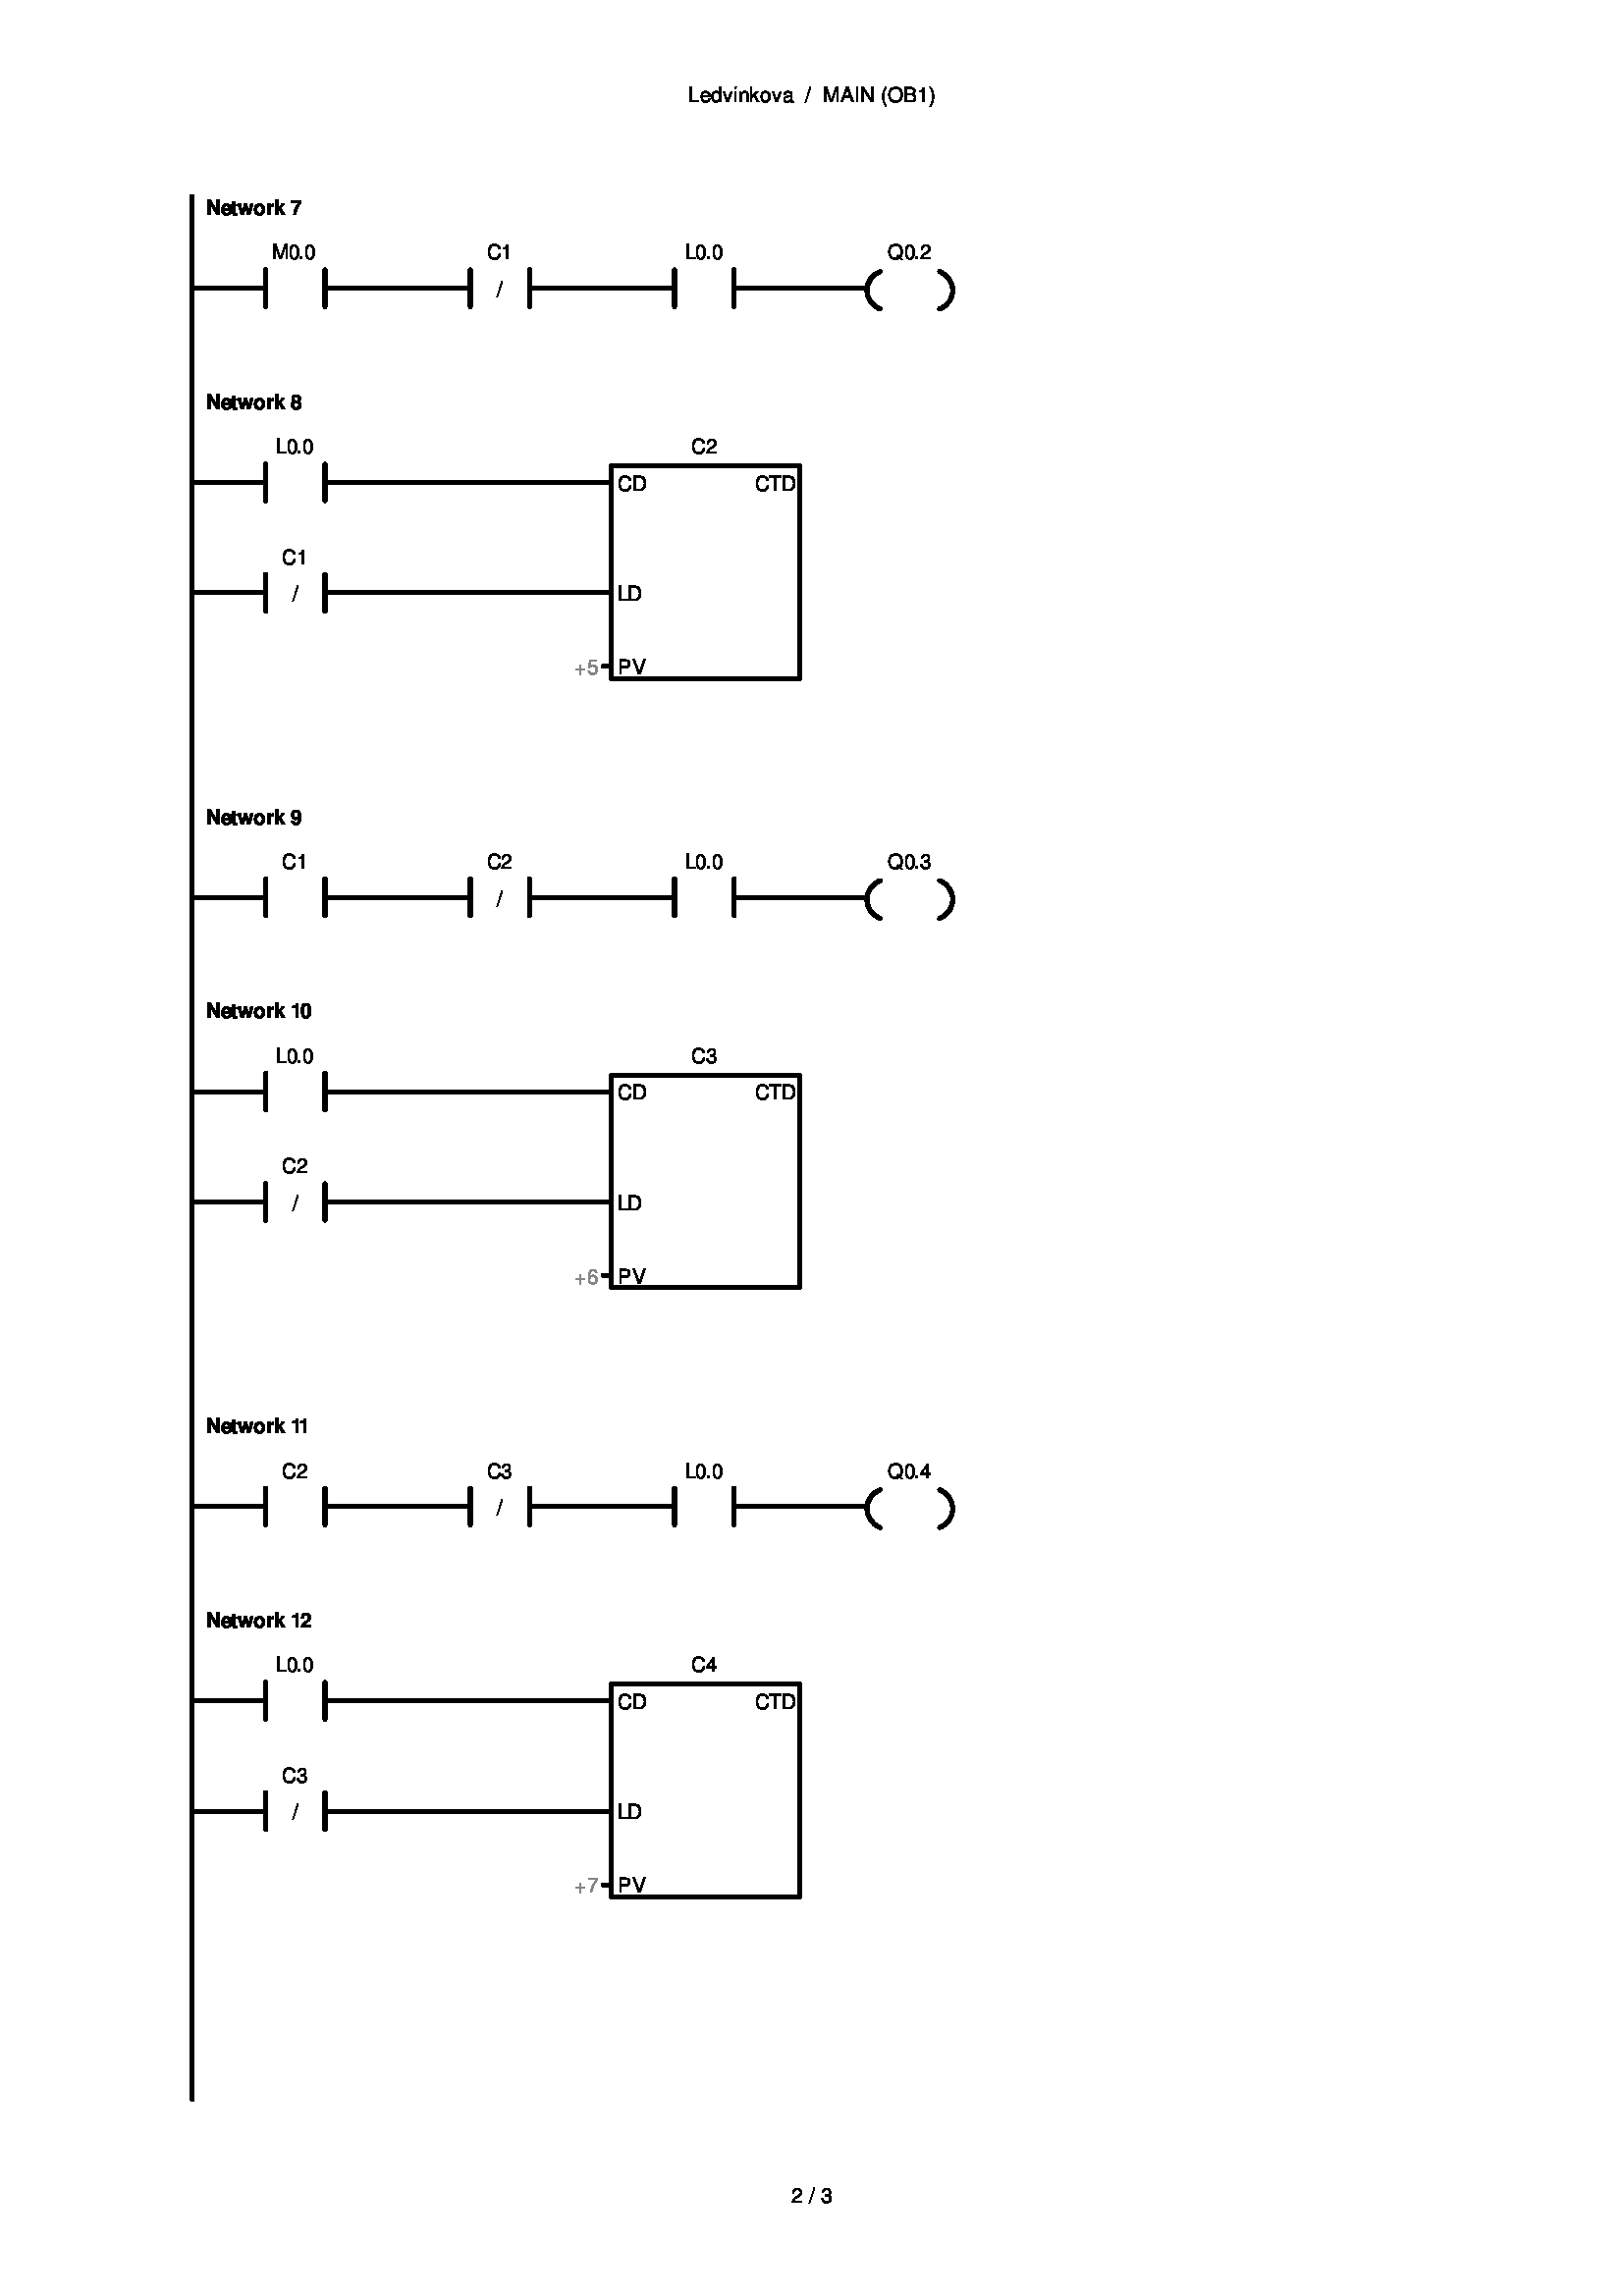 Ledvinkova / MAIN (OB1)
Network 7
M0.0 C1 L0.0 Q0.2
/
Network 8
L0.0 C2
CD CTD
C1
/ LD
+5 PV
Network 9
C1 C2 L0.0 Q0.3
/
Network 10
L0.0 C3
CD CTD
C2
/ LD
+6 PV
Network 11
C2 C3 L0.0 Q0.4
/
Network 12
L0.0 C4
CD CTD
C3
/ LD
+7 PV
2 / 3